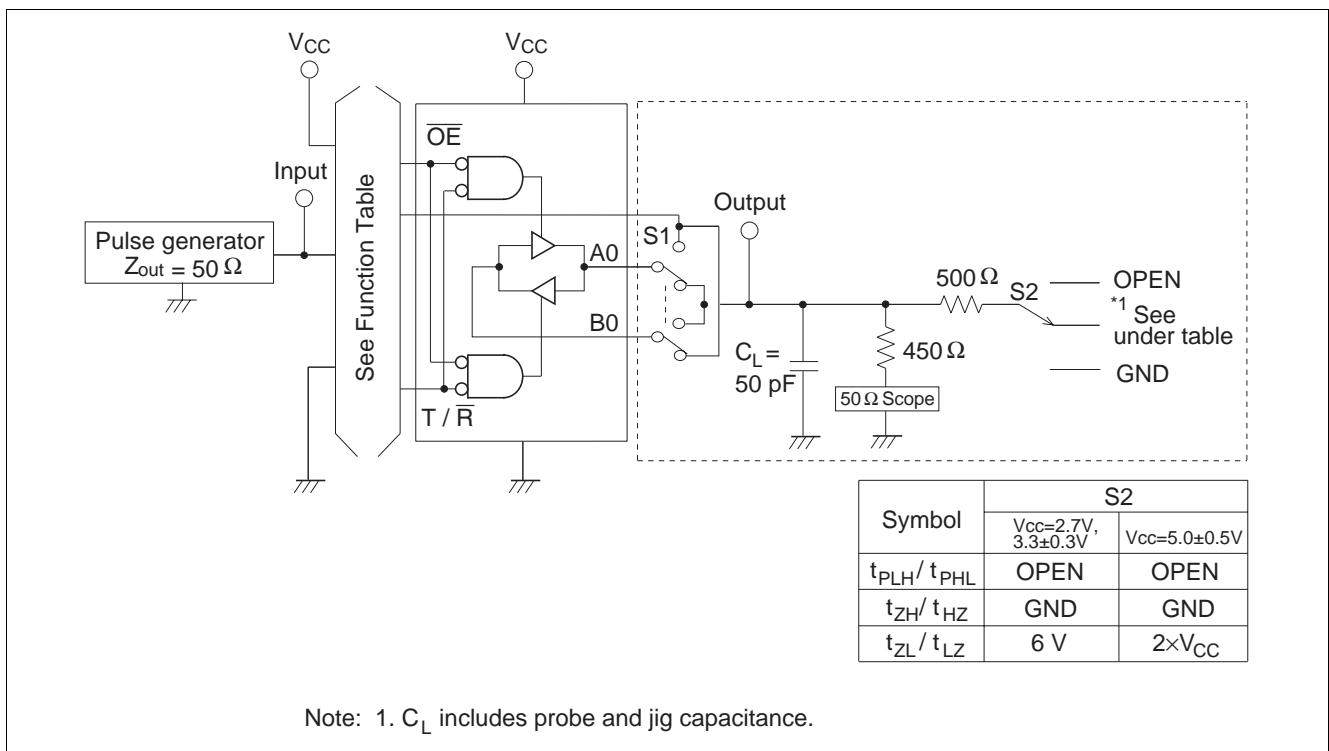 VCC
VCC
OE
Input
See Function Table
Pulse generator
Zout = 50 Ω
Output
S1
A0
B0
T / R
500 Ω
S2
OPEN
*1 See
under table
GND
CL =
50 pF
450 Ω
50 Ω Scope
Symbol
S2
Vcc=2.7V,
3.3±0.3V
Vcc=5.0±0.5V
tPLH / tPHL OPEN OPEN
tZH / tHZ GND GND
tZL / tLZ 6 V 2×VCC
Note: 1. CL includes probe and jig capacitance.